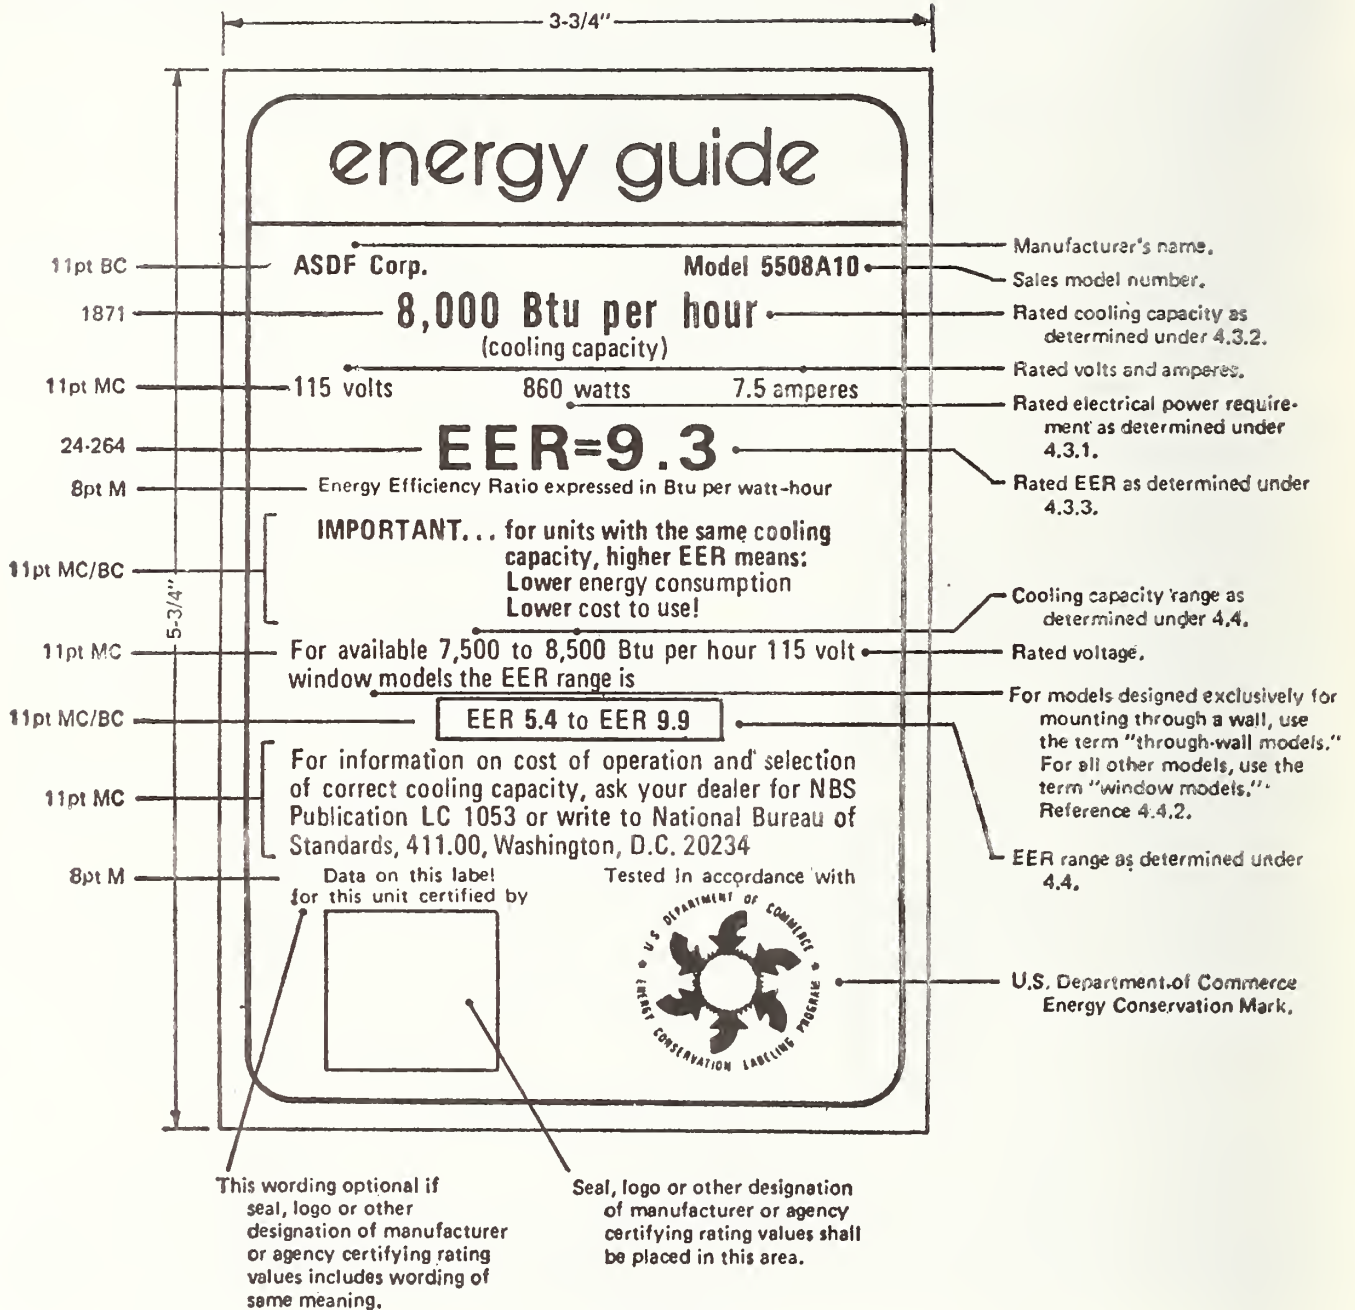 3-3/4"
5-3/4"
energy guide
ASDF Corp. Model 5508A10
8,000 Btu per hour
(cooling capacity)
115 volts 860 watts 7.5 amperes
EER=9.3
Energy Efficiency Ratio expressed in Btu per watt-hour
IMPORTANT... for units with the same cooling
capacity, higher EER means:
Lower energy consumption
Lower cost to use!
For available 7,500 to 8,500 Btu per hour 115 volt
window models the EER range is
EER 5.4 to EER 9.9
For information on cost of operation and selection
of correct cooling capacity, ask your dealer for NBS
Publication LC 1053 or write to National Bureau of
Standards, 411.00, Washington, D.C. 20234
Data on this label
for this unit certified by
Tested in accordance with
U S DEPARTMENT OF COMMERCE
ENERGY CONSERVATION LABELING PROGRAM
11pt BC
1871
11pt MC
24-264
8pt M
11pt MC/BC
11pt MC
11pt MC/BC
11pt MC
8pt M
Manufacturer's name.
Sales model number.
Rated cooling capacity as
determined under 4.3.2.
Rated volts and amperes.
Rated electrical power require-
ment as determined under
4.3.1.
Rated EER as determined under
4.3.3.
Cooling capacity range as
determined under 4.4.
Rated voltage.
For models designed exclusively for
mounting through a wall, use
the term "through-wall models."
For all other models, use the
term "window models."
Reference 4.4.2.
EER range as determined under
4.4.
U.S. Department of Commerce
Energy Conservation Mark.
This wording optional if
seal, logo or other
designation of manufacturer
or agency certifying rating
values includes wording of
same meaning.
Seal, logo or other designation
of manufacturer or agency
certifying rating values shall
be placed in this area.